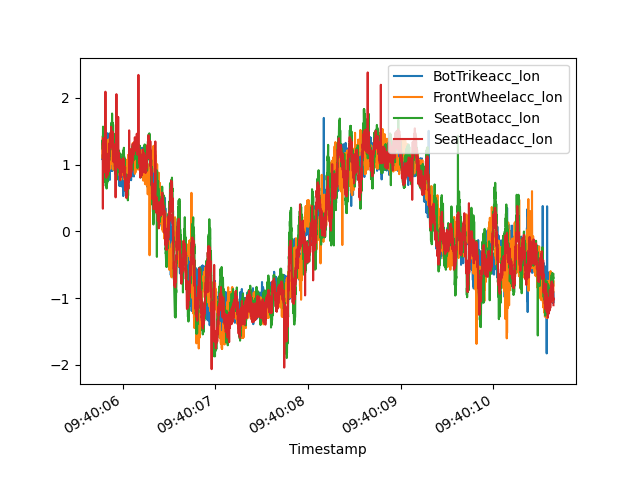 BotTrikeacc_lon
FrontWheelacc_lon
SeatBotacc_lon
SeatHeadacc_lon
2
1
0
−1
−2
09:40:06
09:40:07
09:40:08
09:40:09
09:40:10
Timestamp